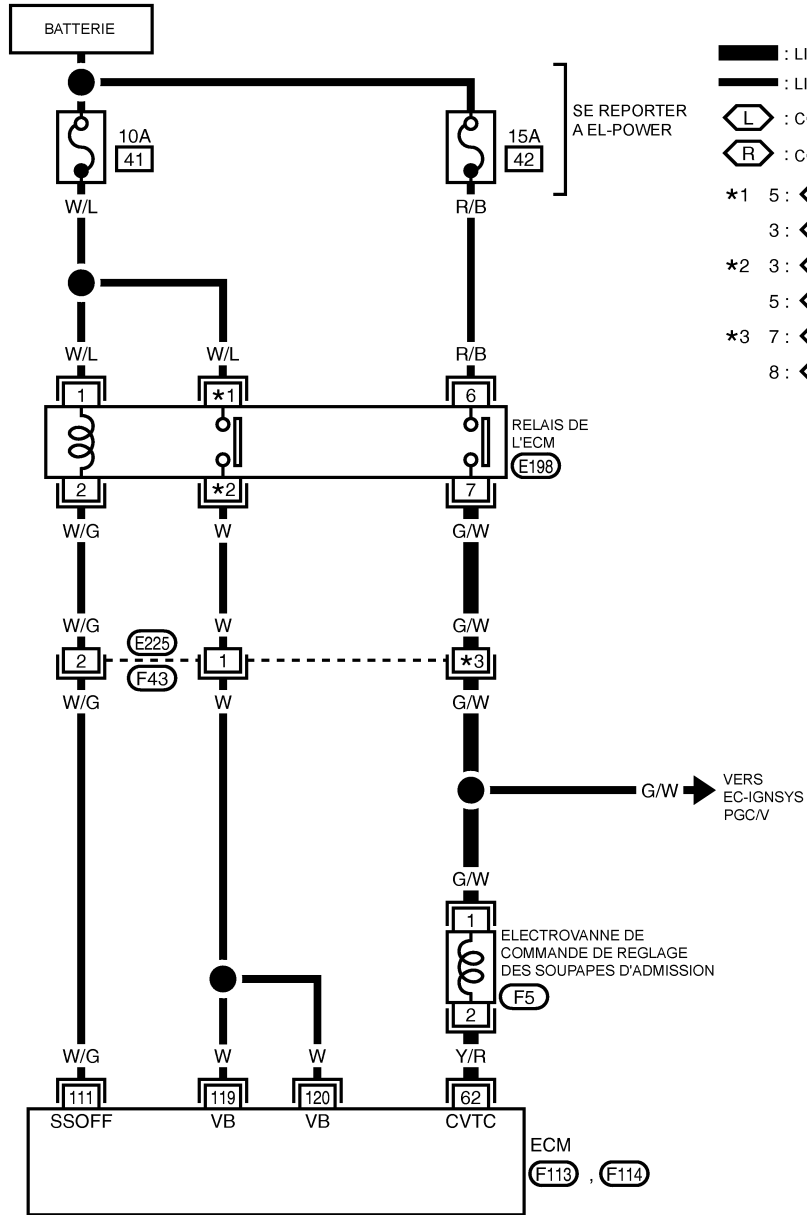 BATTERIE
: LI
: LI
L : C
R : C
*1 5 :
3 :
*2 3 :
5 :
*3 7 :
8 :
10A
41
15A
42
SE REPORTER
A EL-POWER
W/L
R/B
W/L
W/L
R/B
1
*1
6
RELAIS DE
L'ECM
E198
2
*2
7
W/G
W
G/W
W/G
W
G/W
E225
2
1
*3
F43
W/G
W
G/W
G/W
VERS
EC-IGNSYS
PGC/V
G/W
1
ELECTROVANNE DE
COMMANDE DE REGLAGE
DES SOUPAPES D'ADMISSION
F5
2
W/G
W
W
Y/R
111
119
120
62
SSOFF
VB
VB
CVTC
ECM
F113 , F114